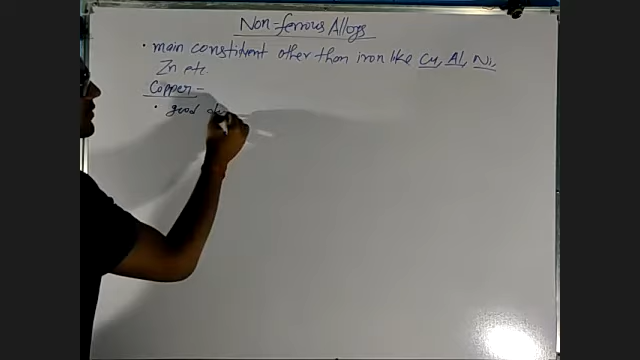 Non-ferrous Alloys
• main constituent other than iron like Cu, Al, Ni,
Zn etc.
Copper -
• good